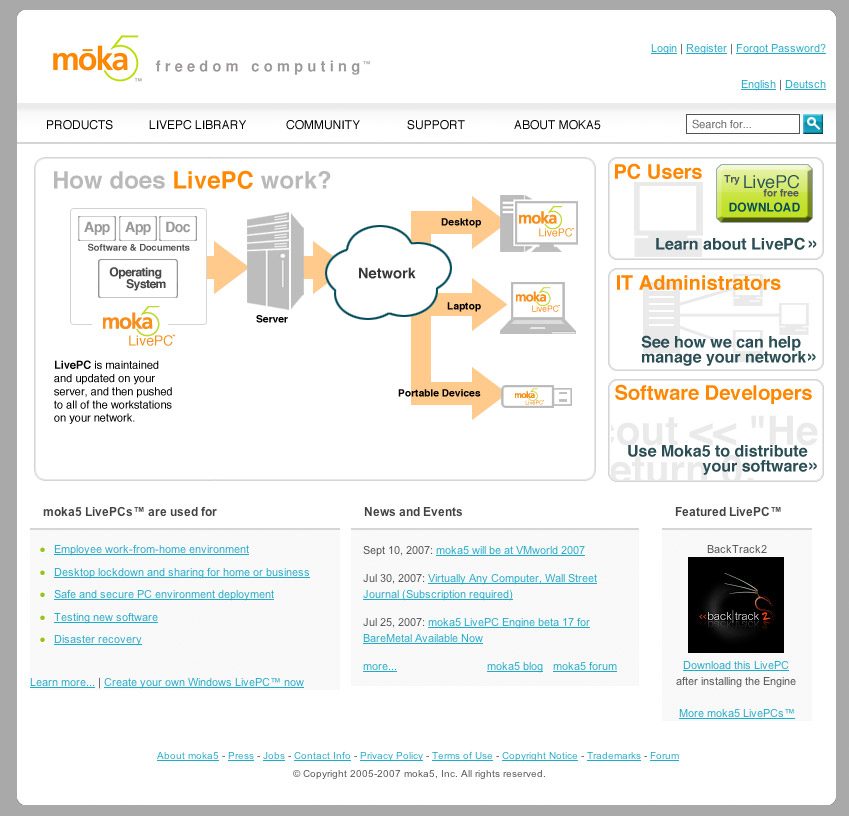 mōka5™ freedom computing™
Login | Register | Forgot Password?
English | Deutsch
PRODUCTS LIVEPC LIBRARY COMMUNITY SUPPORT ABOUT MOKA5
Search for...
How does LivePC work?
App App Doc
Software & Documents
Operating
System
moka5
LivePC™
Server
Network
Desktop
moka5
LivePC™
Laptop
moka5
LivePC™
Portable Devices
moka5
LivePC™
LivePC is maintained
and updated on your
server, and then pushed
to all of the workstations
on your network.
PC Users
Try LivePC
for free
DOWNLOAD
Learn about LivePC»
IT Administrators
See how we can help
manage your network»
Software Developers
cout << "He
return 0;
Use Moka5 to distribute
your software»
moka5 LivePCs™ are used for
Employee work-from-home environment
Desktop lockdown and sharing for home or business
Safe and secure PC environment deployment
Testing new software
Disaster recovery
Learn more... | Create your own Windows LivePC™ now
News and Events
Sept 10, 2007: moka5 will be at VMworld 2007
Jul 30, 2007: Virtually Any Computer, Wall Street
Journal (Subscription required)
Jul 25, 2007: moka5 LivePC Engine beta 17 for
BareMetal Available Now
more... moka5 blog moka5 forum
Featured LivePC™
BackTrack2
<<back|track 2
Download this LivePC
after installing the Engine
More moka5 LivePCs™
About moka5 - Press - Jobs - Contact Info - Privacy Policy - Terms of Use - Copyright Notice - Trademarks - Forum
© Copyright 2005-2007 moka5, Inc. All rights reserved.